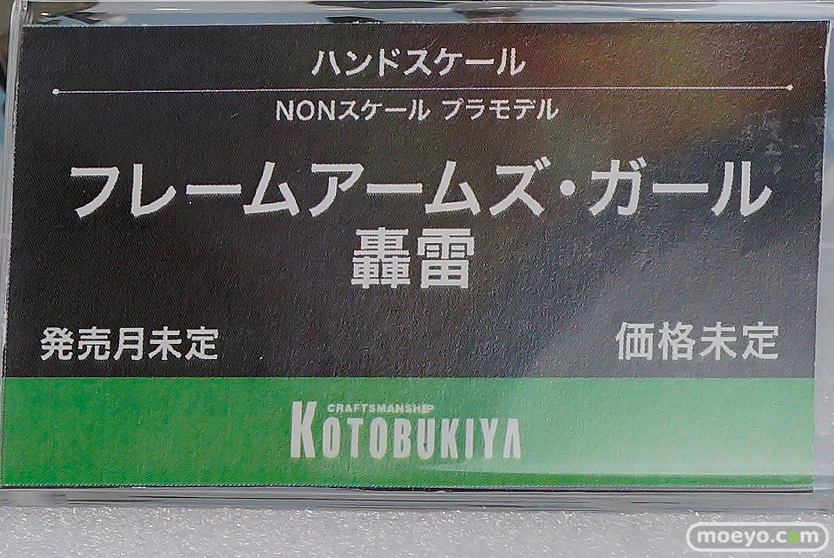 ハンドスケール
NONスケール プラモデル
フレームアームズ・ガール
轟雷
発売月未定
価格未定
CRAFTSMANSHIP
KOTOBUKIYA
moeyo.com